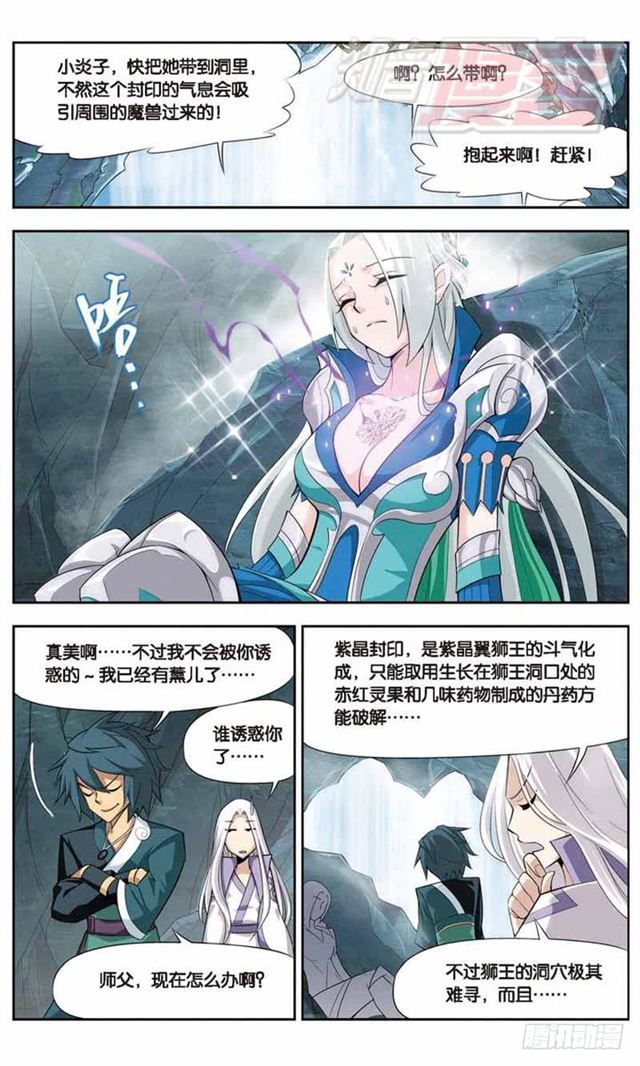 小炎子，快把她带到洞里，
不然这个封印的气息会吸
引周围的魔兽过来的！
啊？怎么带啊？
抱起来啊！赶紧！
唔…
真美啊……不过我不会被你诱
惑的～我已经有薰儿了……
谁诱惑你
了……
师父，现在怎么办啊？
紫晶封印，是紫晶翼狮王的斗气化
成，只能取用生长在狮王洞口处的
赤红灵果和几味药物制成的丹药方
能破解……
不过狮王的洞穴极其
难寻，而且……
腾讯动漫